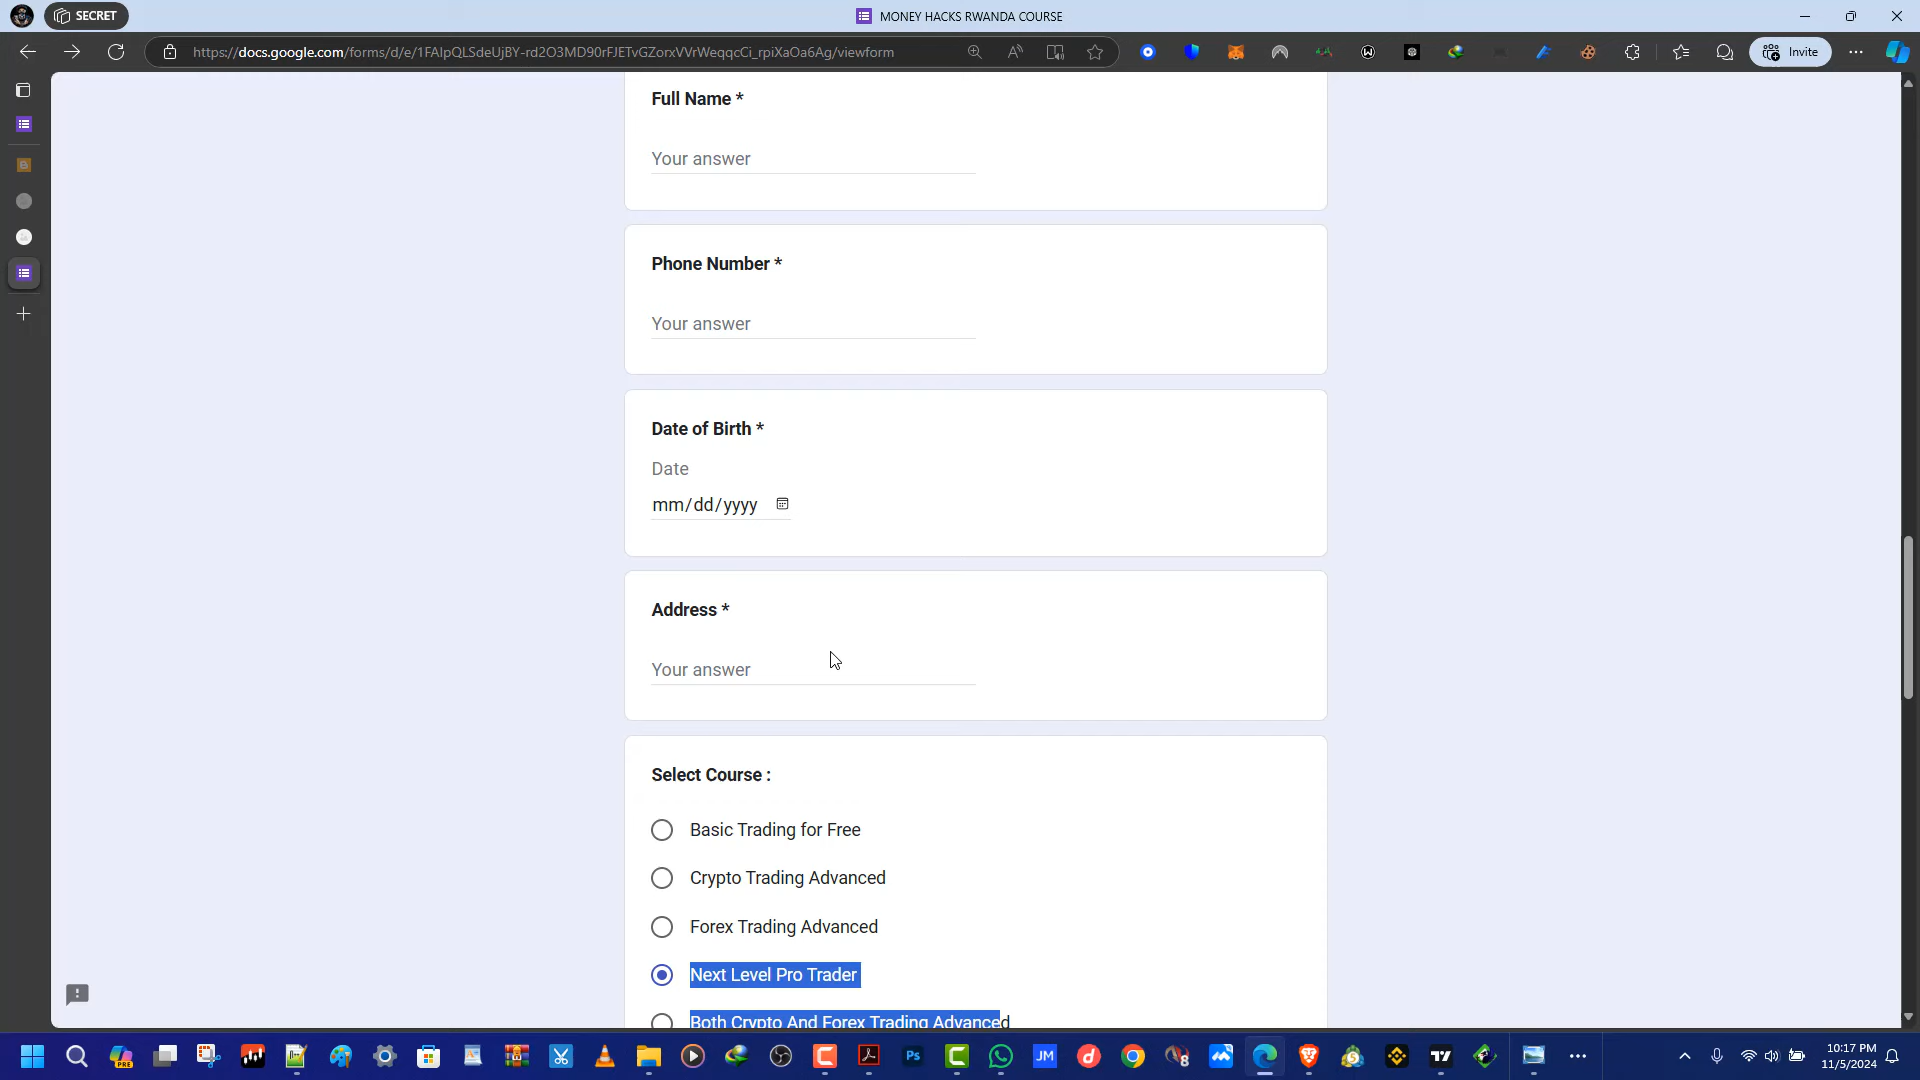 SECRET
MONEY HACKS RWANDA COURSE
https://docs.google.com/forms/d/e/1FAIpQLSdeUjBY-rd2O3MD90rFJETvGZorxVVrWeqqcCi_rpiXaOa6Ag/viewform
Invite
Full Name *
Your answer
Phone Number *
Your answer
Date of Birth *
Date
mm/dd/yyyy
Address *
Your answer
Select Course :
Basic Trading for Free
Crypto Trading Advanced
Forex Trading Advanced
Next Level Pro Trader
Both Crypto And Forex Trading Advanced
10:17 PM
11/5/2024